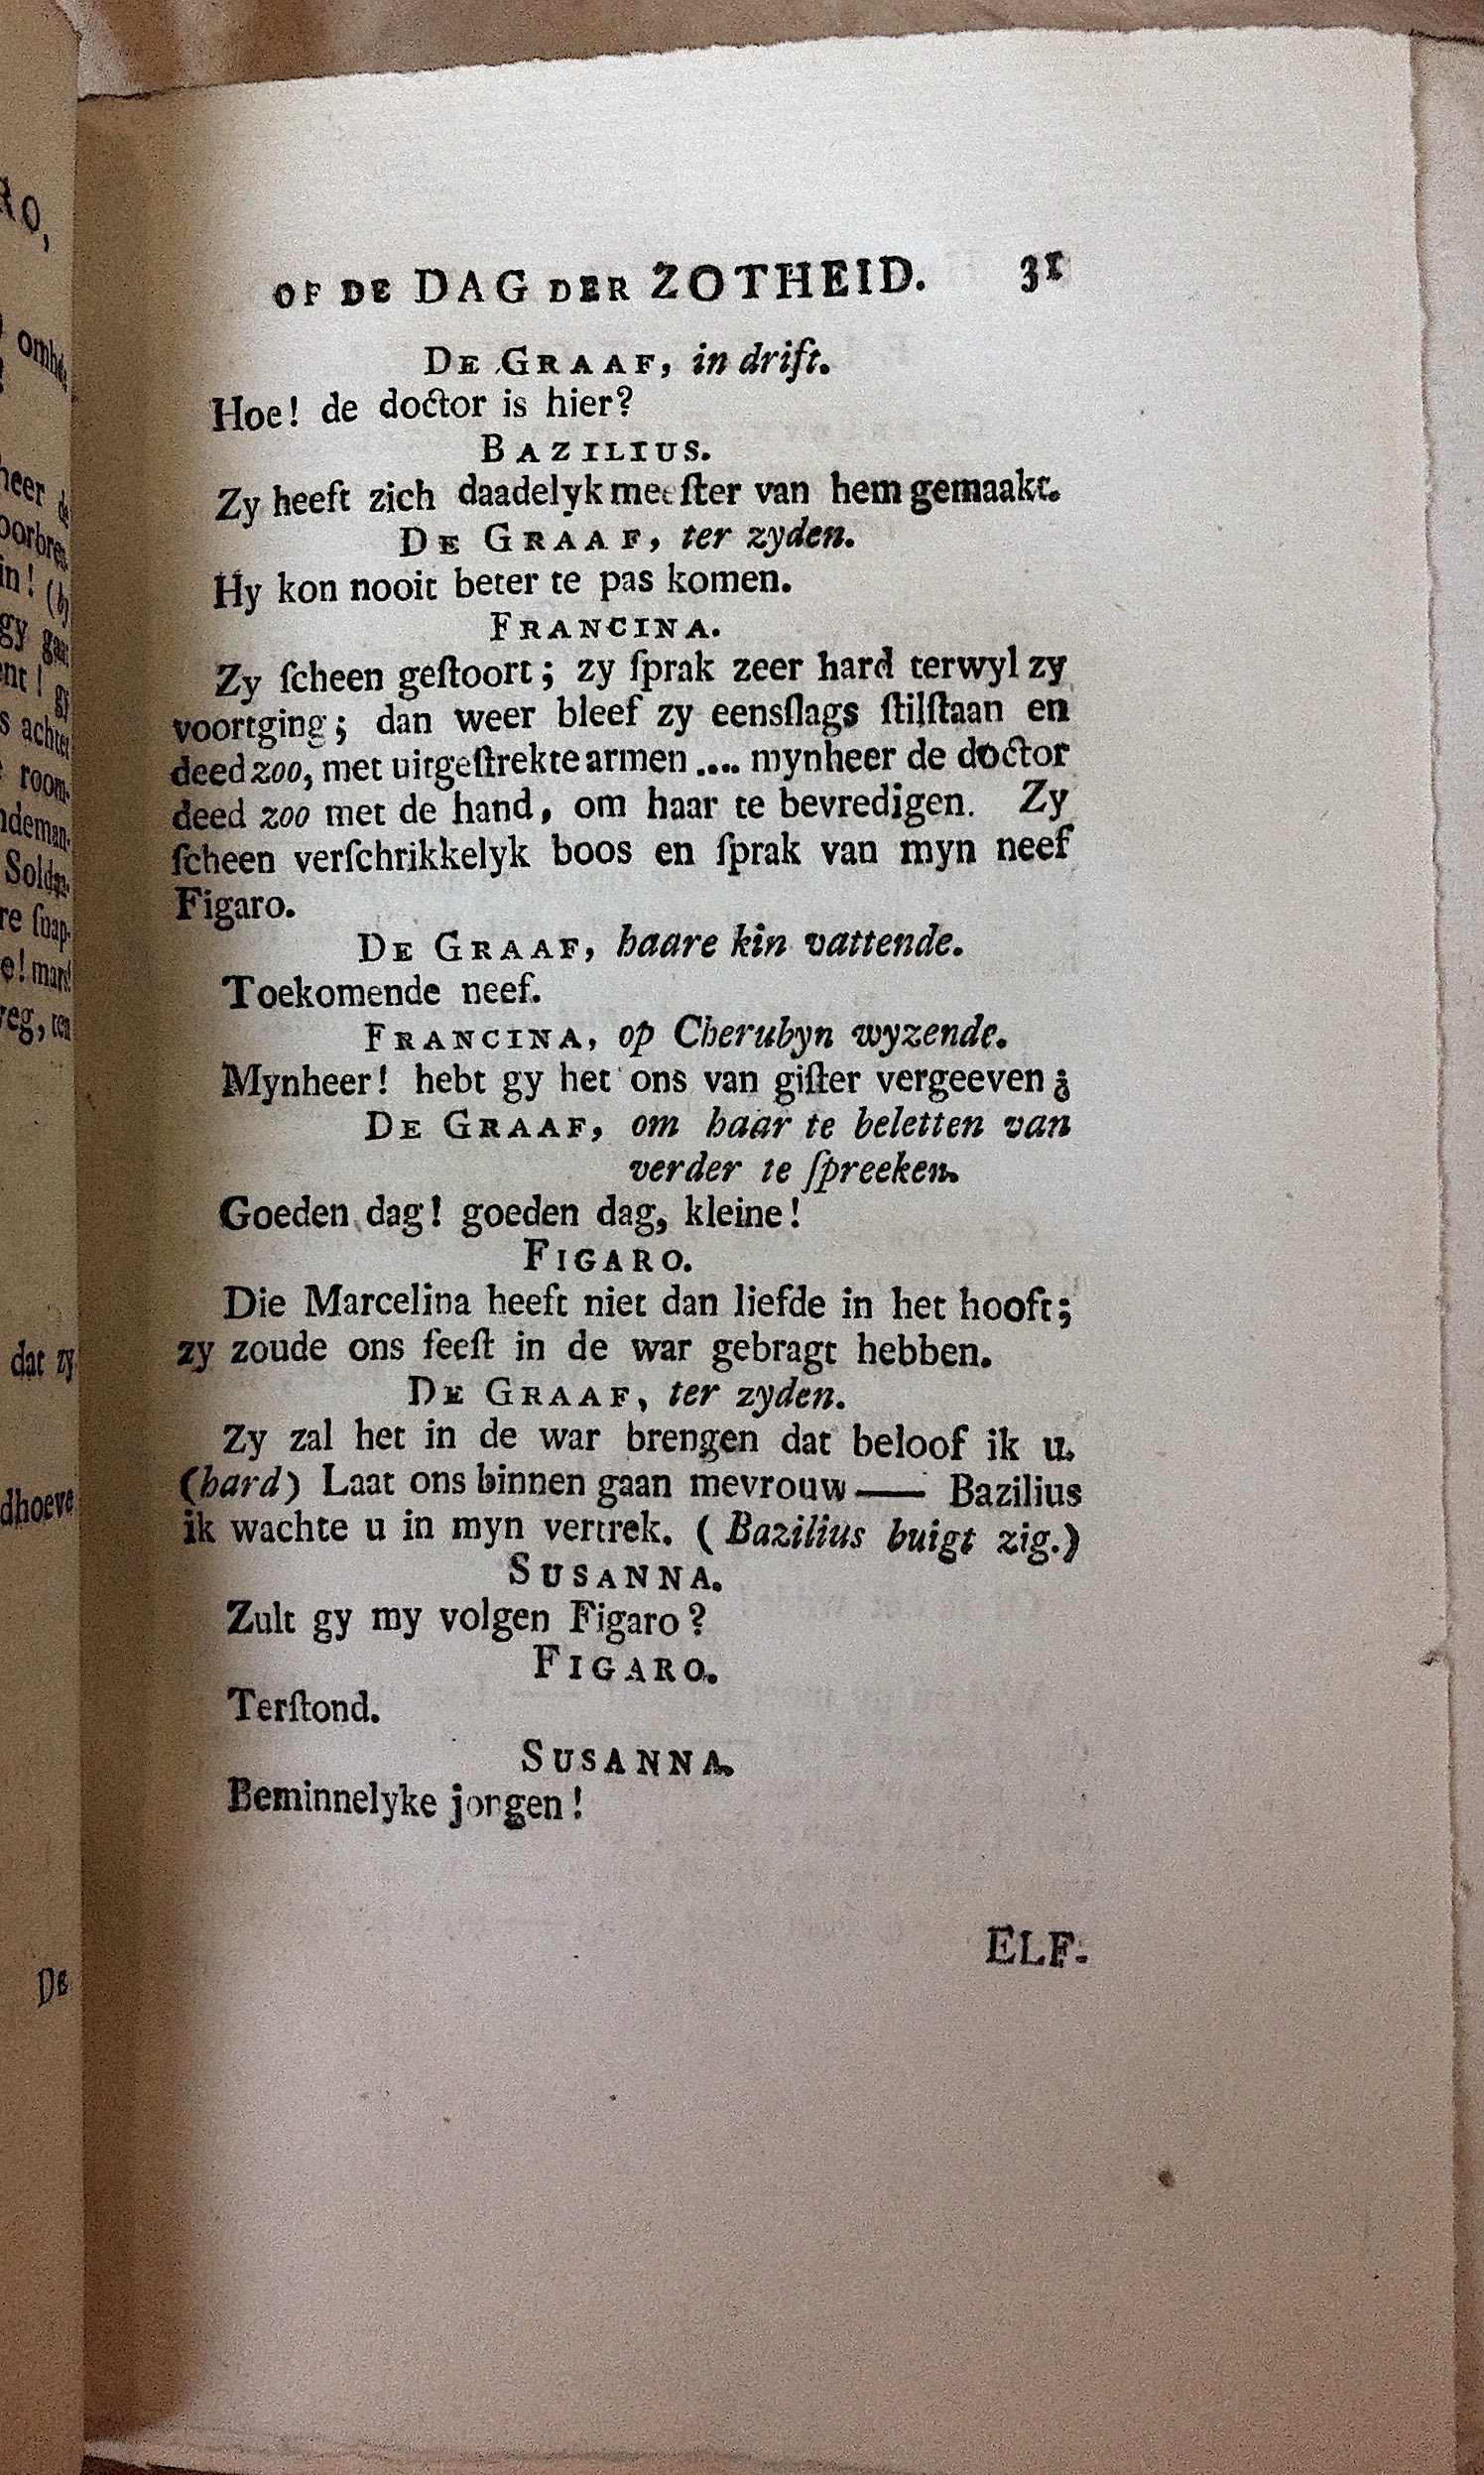 OF DE DAG DER ZOTHEID. 31
DE GRAAF, in drift.
Hoe! de doctor is hier?
BAZILIUS.
Zy heeft zich daadelyk meeſter van hem gemaakt.
DE GRAAF, ter zyden.
Hy kon nooit beter te pas komen.
FRANCINA.
Zy ſcheen geſtoort; zy ſprak zeer hard terwyl zy
voortging; dan weer bleef zy eensſlags ſtilſtaan en
deed zoo, met uitgeſtrekte armen .... mynheer de doctor
deed zoo met de hand, om haar te bevredigen. Zy
ſcheen verſchrikkelyk boos en ſprak van myn neef
Figaro.
DE GRAAF, haare kin vattende.
Toekomende neef.
FRANCINA, op Cherubyn wyzende.
Mynheer! hebt gy het ons van giſter vergeeven?
DE GRAAF, om haar te beletten van
verder te ſpreeken.
Goeden dag! goeden dag, kleine!
FIGARO.
Die Marcelina heeft niet dan liefde in het hooft;
zy zoude ons feeſt in de war gebragt hebben.
DE GRAAF, ter zyden.
Zy zal het in de war brengen dat beloof ik u.
(hard) Laat ons binnen gaan mevrouw —— Bazilius
ik wachte u in myn vertrek. (Bazilius buigt zig.)
SUSANNA.
Zult gy my volgen Figaro?
FIGARO.
Terſtond.
SUSANNA.
Beminnelyke jongen!
ELF-